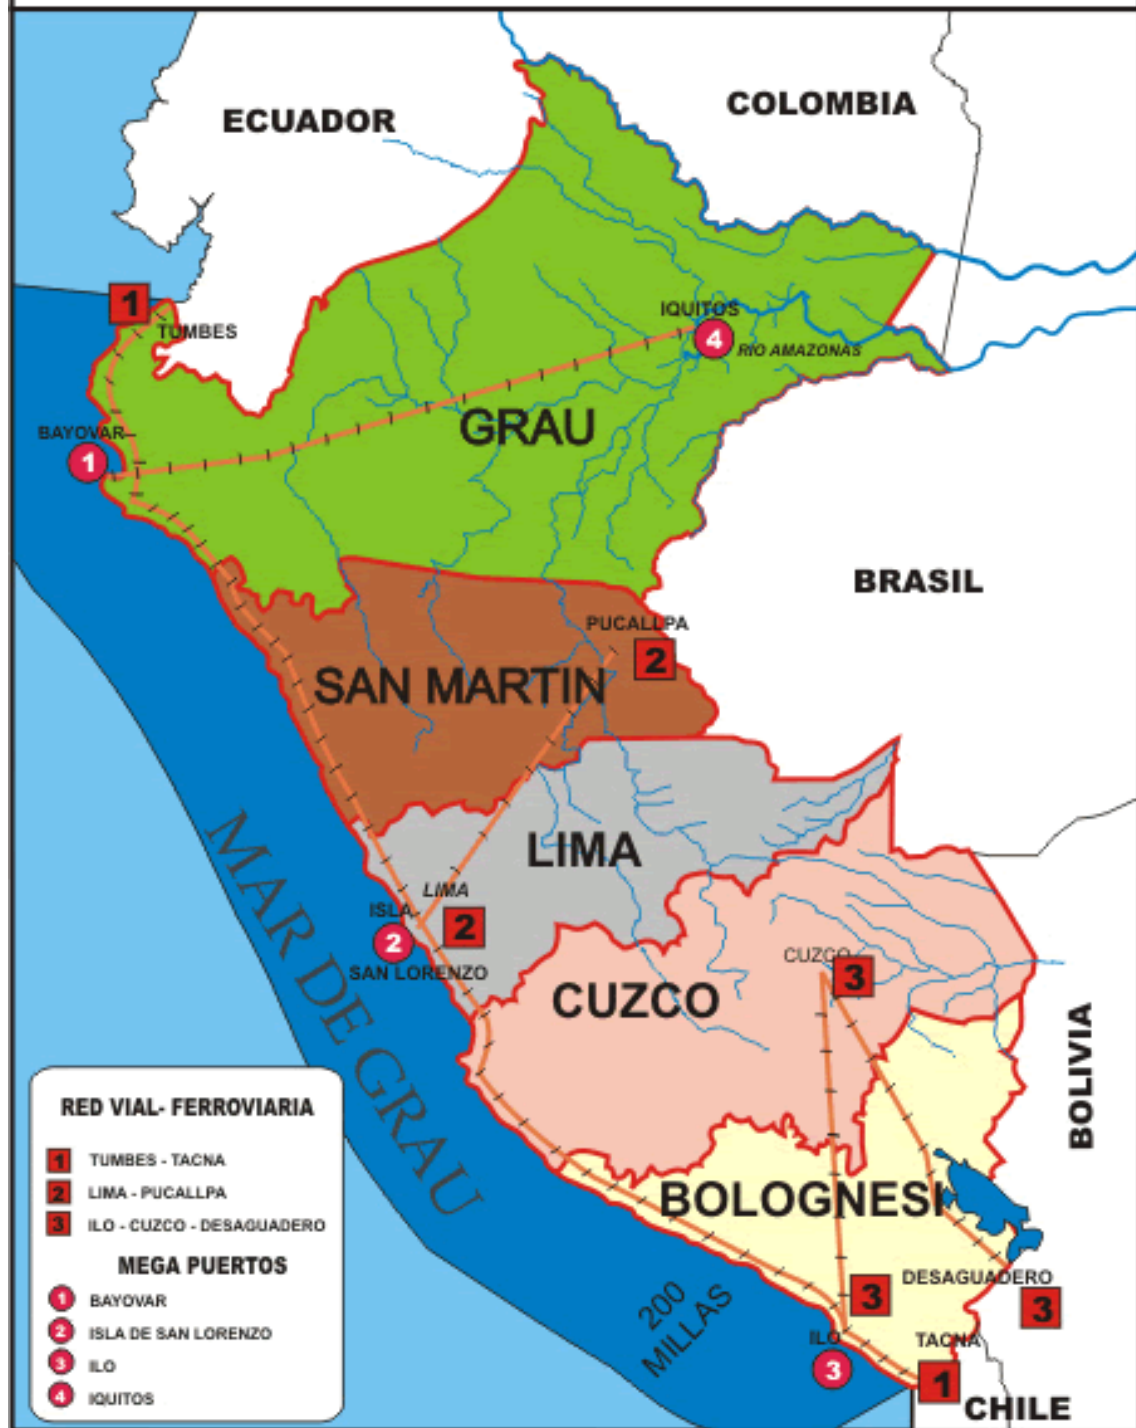 ECUADOR
COLOMBIA
1
TUMBES
IQUITOS
4
RIO AMAZONAS
BAYOVAR
1
GRAU
BRASIL
PUCALLPA
2
SAN MARTIN
LIMA
LIMA
ISLA
2
2
SAN LORENZO
CUZCO
3
CUZCO
MAR DE GRAU
BOLIVIA
BOLOGNESI
DESAGUADERO
3
3
200
MILLAS
ILO
3
TACNA
1
CHILE
RED VIAL- FERROVIARIA
1 TUMBES - TACNA
2 LIMA - PUCALLPA
3 ILO - CUZCO - DESAGUADERO
MEGA PUERTOS
1 BAYOVAR
2 ISLA DE SAN LORENZO
3 ILO
4 IQUITOS